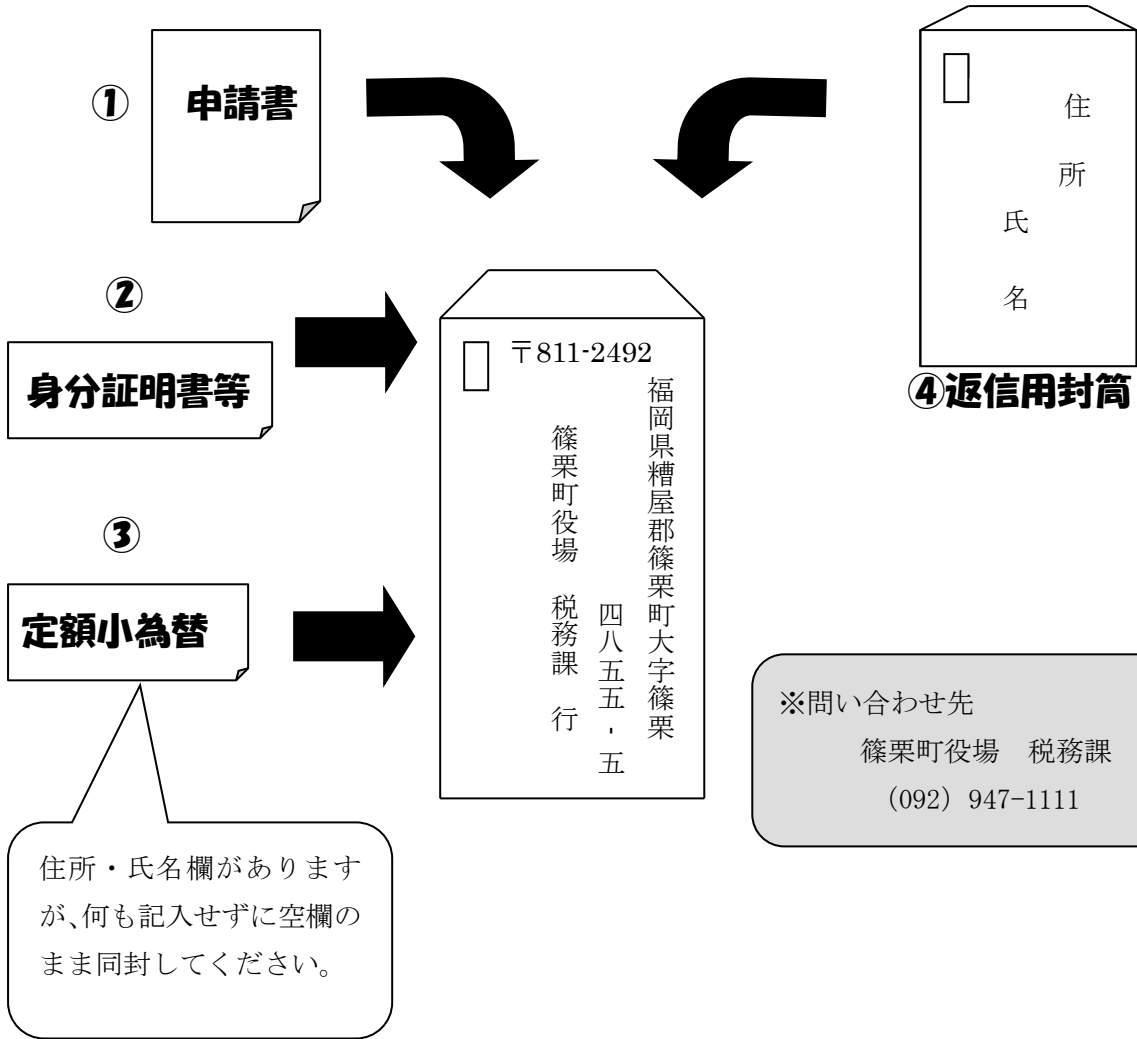 ①
申請書
②
身分証明書等
③
定額小為替
住所・氏名欄があります
が、何も記入せずに空欄の
まま同封してください。
〒811-2492
福岡県糟屋郡篠栗町大字篠栗
四八五五-五
篠栗町役場　税務課　行
住所
氏名
④返信用封筒
※問い合わせ先
篠栗町役場　税務課
（092）947-1111